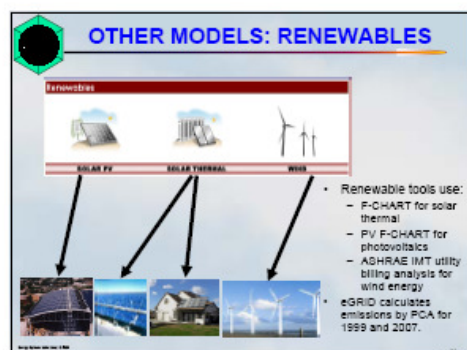 OTHER MODELS: RENEWABLES
Renewables
SOLAR PV SOLAR THERMAL WIND
• Renewable tools use:
– F-CHART for solar
thermal
– PV F-CHART for
photovoltaics
– ASHRAE IMT utility
billing analysis for
wind energy
• eGRID calculates
emissions by PCA for
1999 and 2007.